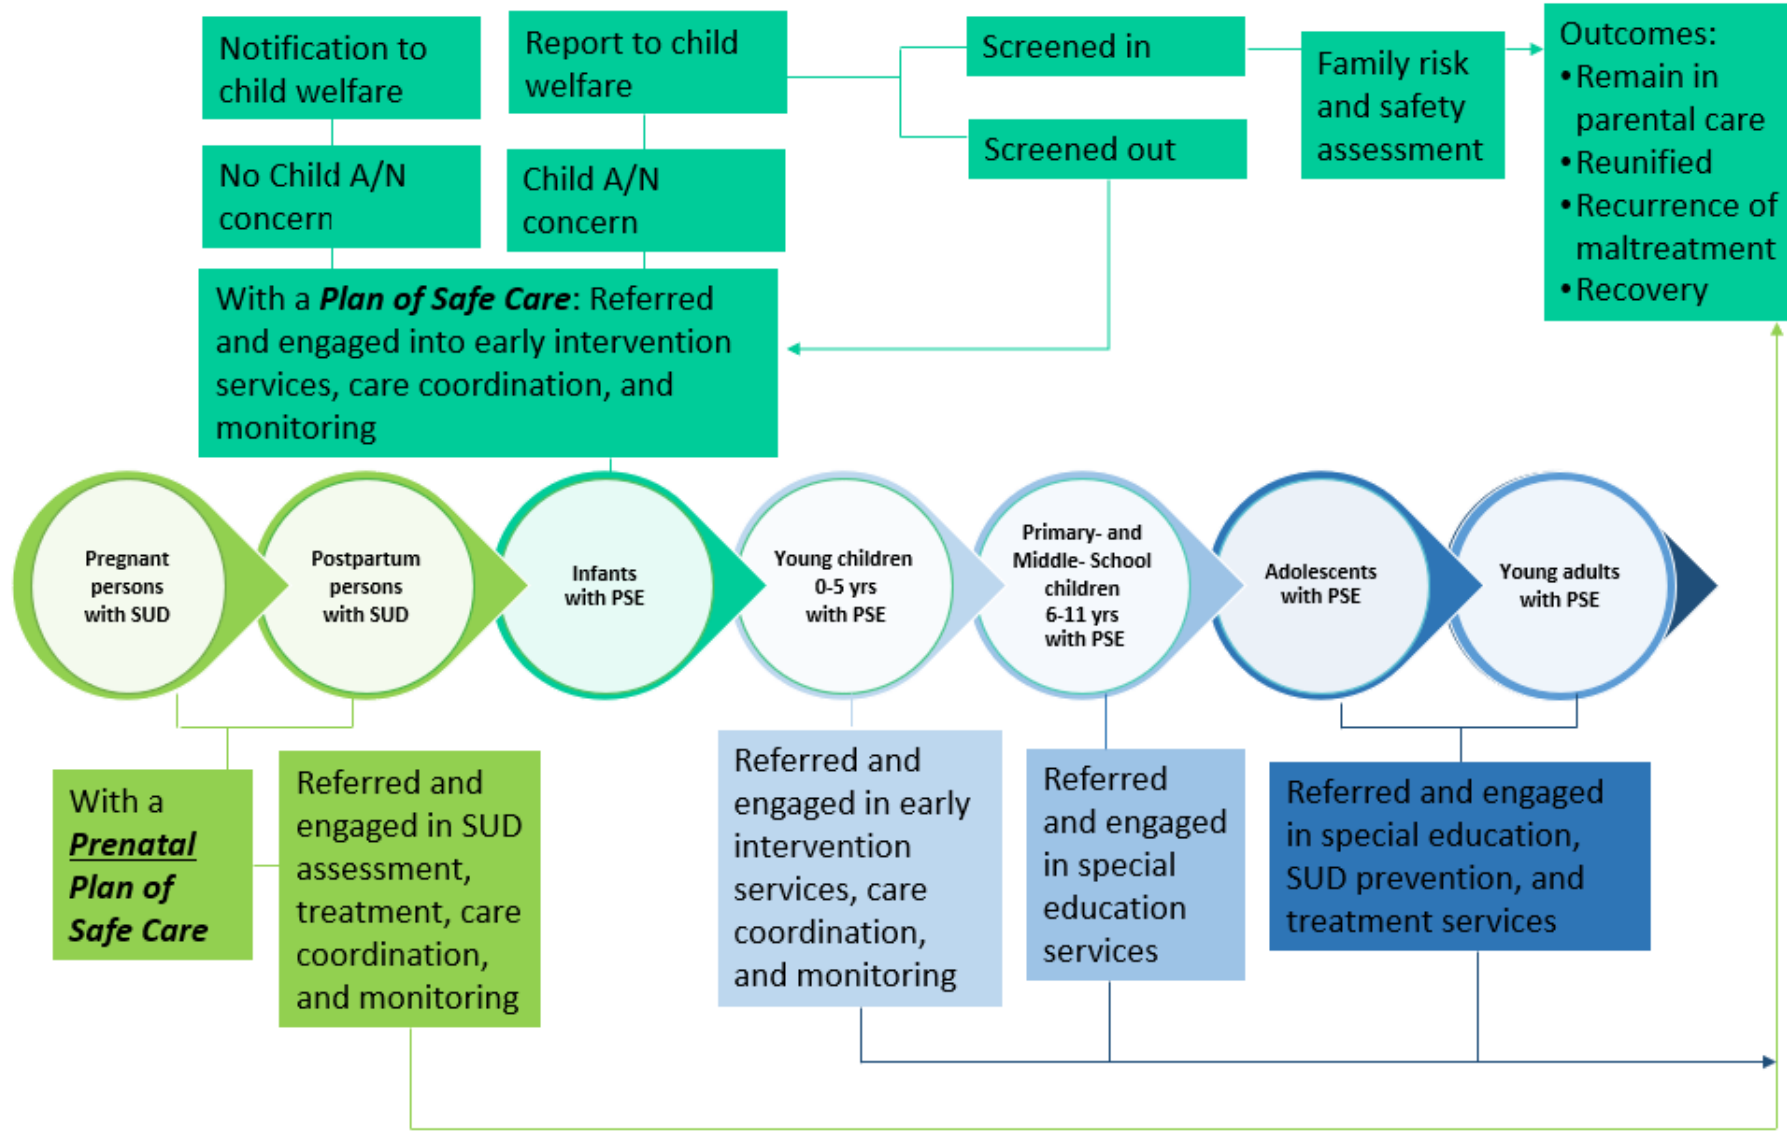 Notification to
child welfare
Report to child
welfare
Screened in
Family risk
and safety
assessment
Outcomes:
•Remain in
parental care
•Reunified
•Recurrence of
maltreatment
•Recovery
Screened out
No Child A/N
concern
Child A/N
concern
With a Plan of Safe Care: Referred
and engaged into early intervention
services, care coordination, and
monitoring
Pregnant
persons
with SUD
Postpartum
persons
with SUD
Infants
with PSE
Young children
0-5 yrs
with PSE
Primary- and
Middle- School
children
6-11 yrs
with PSE
Adolescents
with PSE
Young adults
with PSE
With a
Prenatal
Plan of
Safe Care
Referred and
engaged in SUD
assessment,
treatment, care
coordination,
and monitoring
Referred and
engaged in early
intervention
services, care
coordination,
and monitoring
Referred
and engaged
in special
education
services
Referred and engaged
in special education,
SUD prevention, and
treatment services